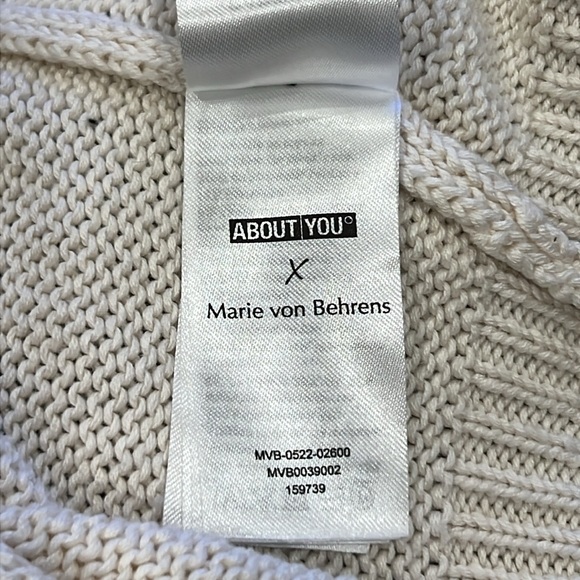 ABOUT YOU°
X
Marie von Behrens
MVB-0522-02600
MVB0039002
159739